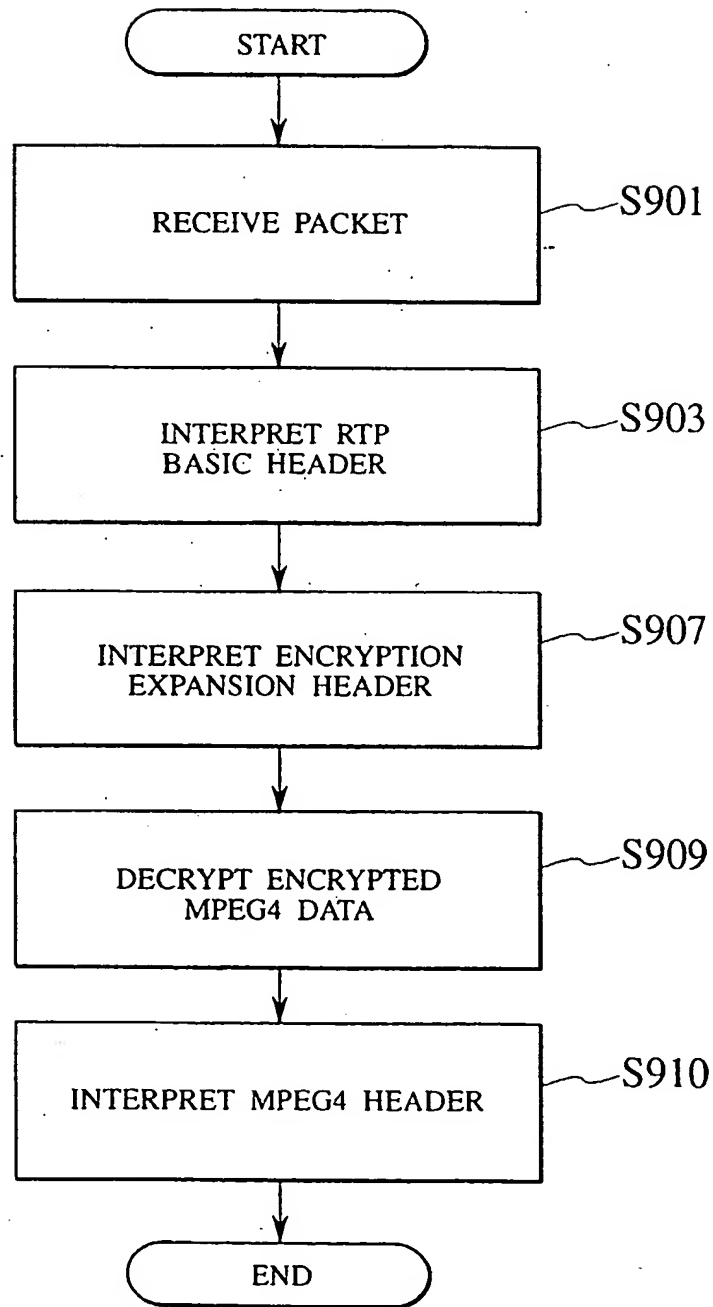 START
RECEIVE PACKET
S901
INTERPRET RTP
BASIC HEADER
S903
INTERPRET ENCRYPTION
EXPANSION HEADER
S907
DECRYPT ENCRYPTED
MPEG4 DATA
S909
INTERPRET MPEG4 HEADER
S910
END